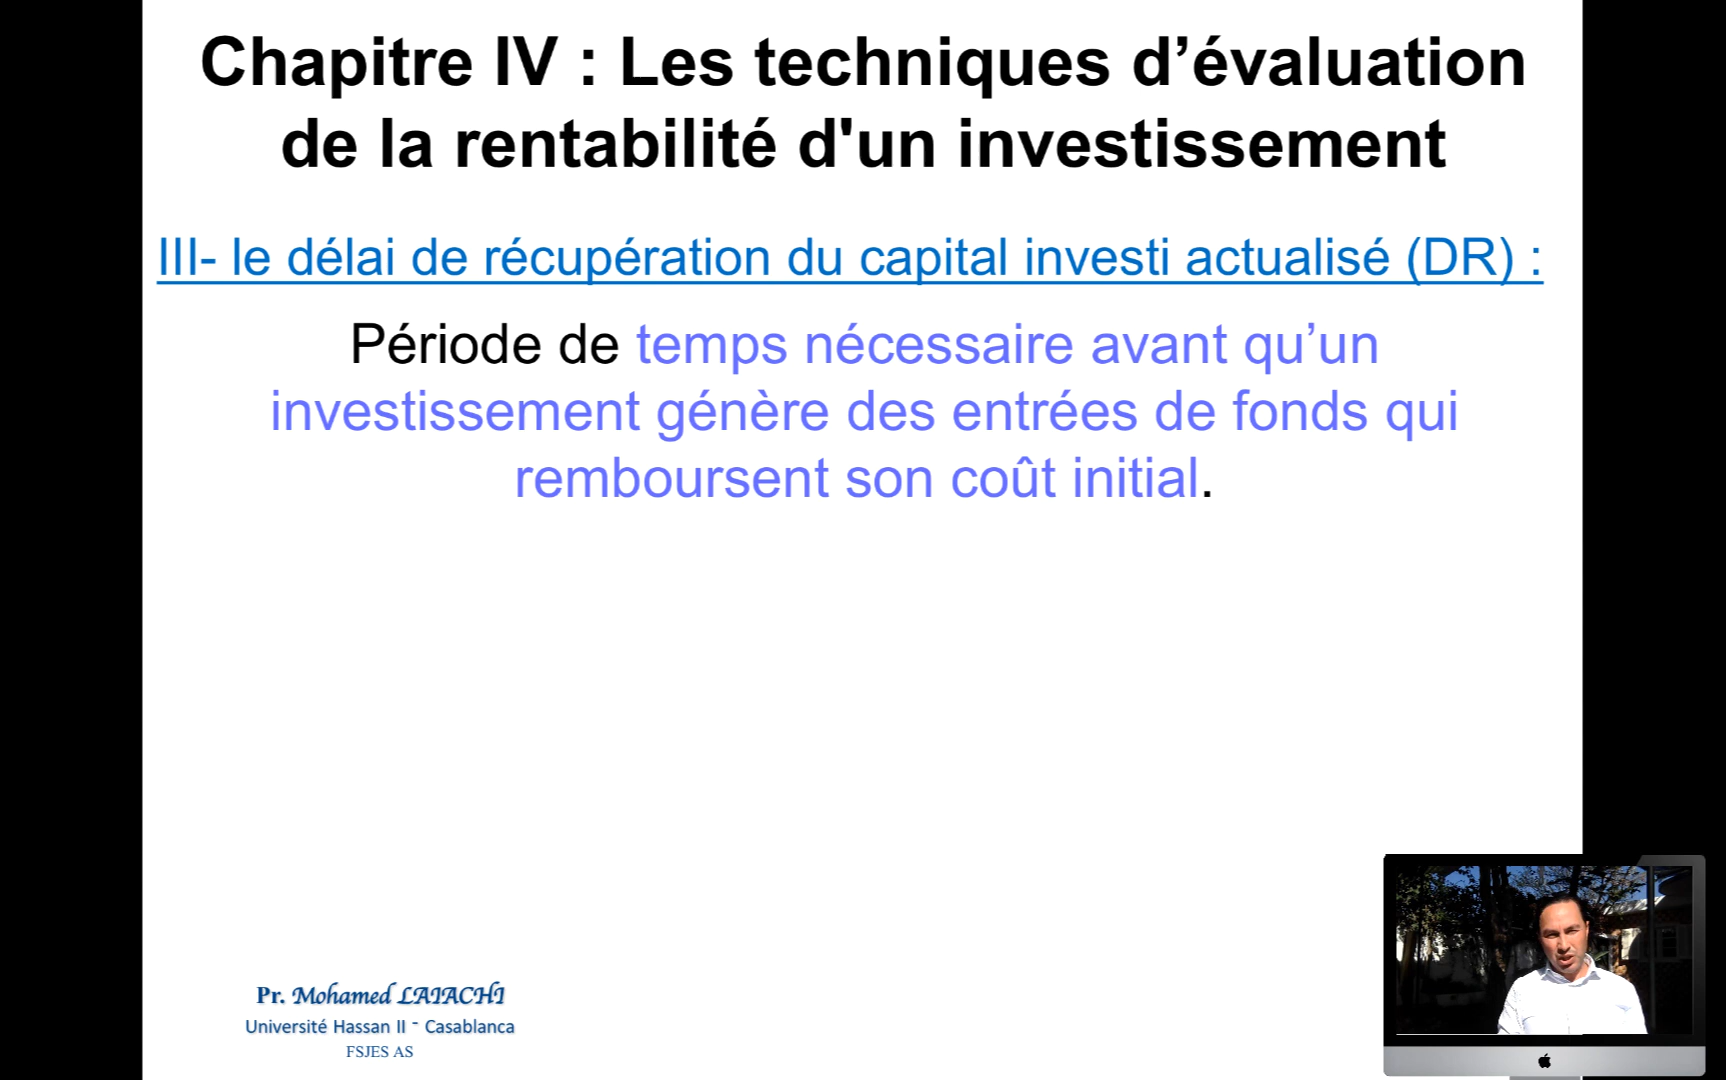 Chapitre IV : Les techniques d’évaluation
de la rentabilité d'un investissement
III- le délai de récupération du capital investi actualisé (DR) :
Période de temps nécessaire avant qu’un
investissement génère des entrées de fonds qui
remboursent son coût initial.
Pr. Mohamed LAIACHI
Université Hassan II - Casablanca
FSJES AS